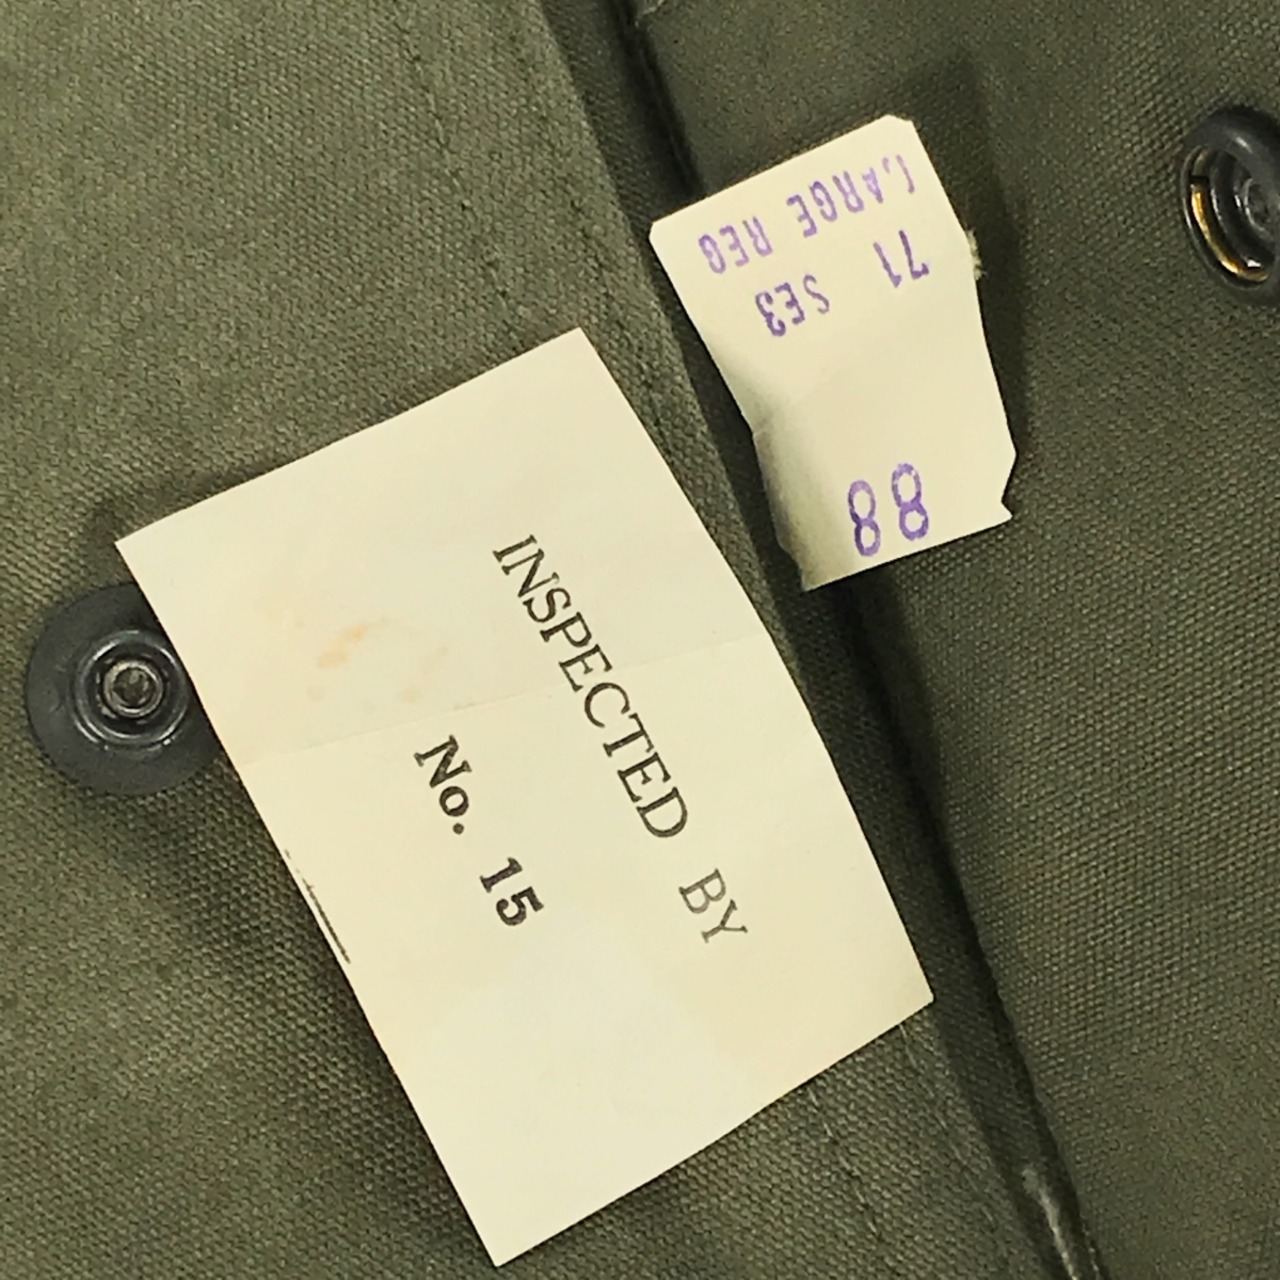 INSPECTED BY
No. 15
88
71 SE3
LARGE REG